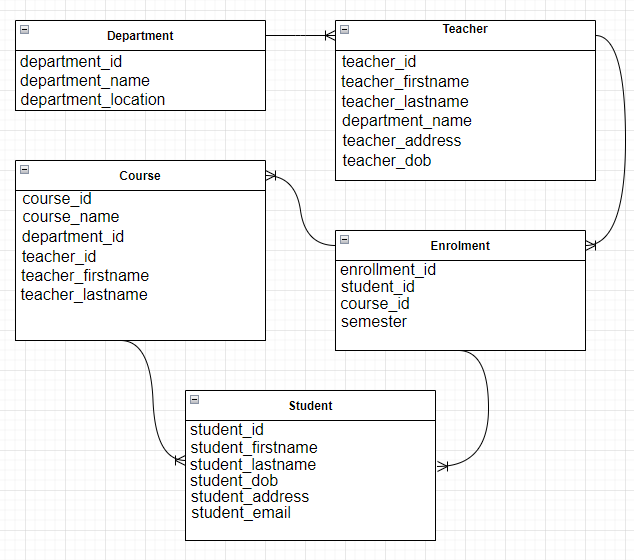 Department
department_id
department_name
department_location
Teacher
teacher_id
teacher_firstname
teacher_lastname
department_name
teacher_address
teacher_dob
Course
course_id
course_name
department_id
teacher_id
teacher_firstname
teacher_lastname
Enrolment
enrollment_id
student_id
course_id
semester
Student
student_id
student_firstname
student_lastname
student_dob
student_address
student_email